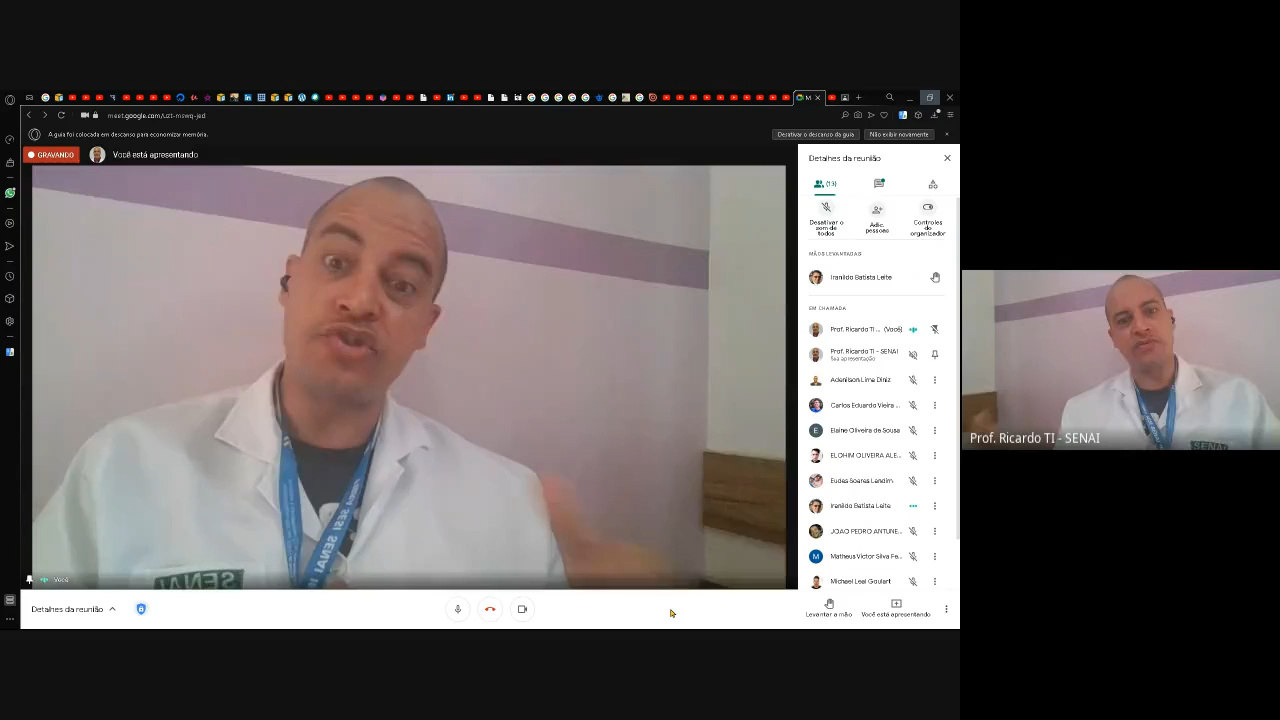 M
meet.google.com/uzt-mswq-jed
A guia foi colocada em descanso para economizar memória.
Desativar o descanso da guia
Não exibir novamente
GRAVANDO
Você está apresentando
Detalhes da reunião
(13)
Desativar o
som de
todos
Adic.
pessoas
Controles
do
organizador
MÃOS LEVANTADAS
Iranildo Batista Leite
EM CHAMADA
Prof. Ricardo TI ... (Você)
Prof. Ricardo TI - SENAI
Sua apresentação
Adenilson Lima Diniz
Carlos Eduardo Vieira ...
E
Elaine Oliveira de Sousa
ELOHIM OLIVEIRA ALE...
Eudes Soares Landim
Iranildo Batista Leite
JOAO PEDRO ANTUNE...
M
Matheus Victor Silva Fe...
Michael Leal Goulart
SENAI
SESI SENAI
Você
Detalhes da reunião
Levantar a mão
Você está apresentando
SENAI
Prof. Ricardo TI - SENAI